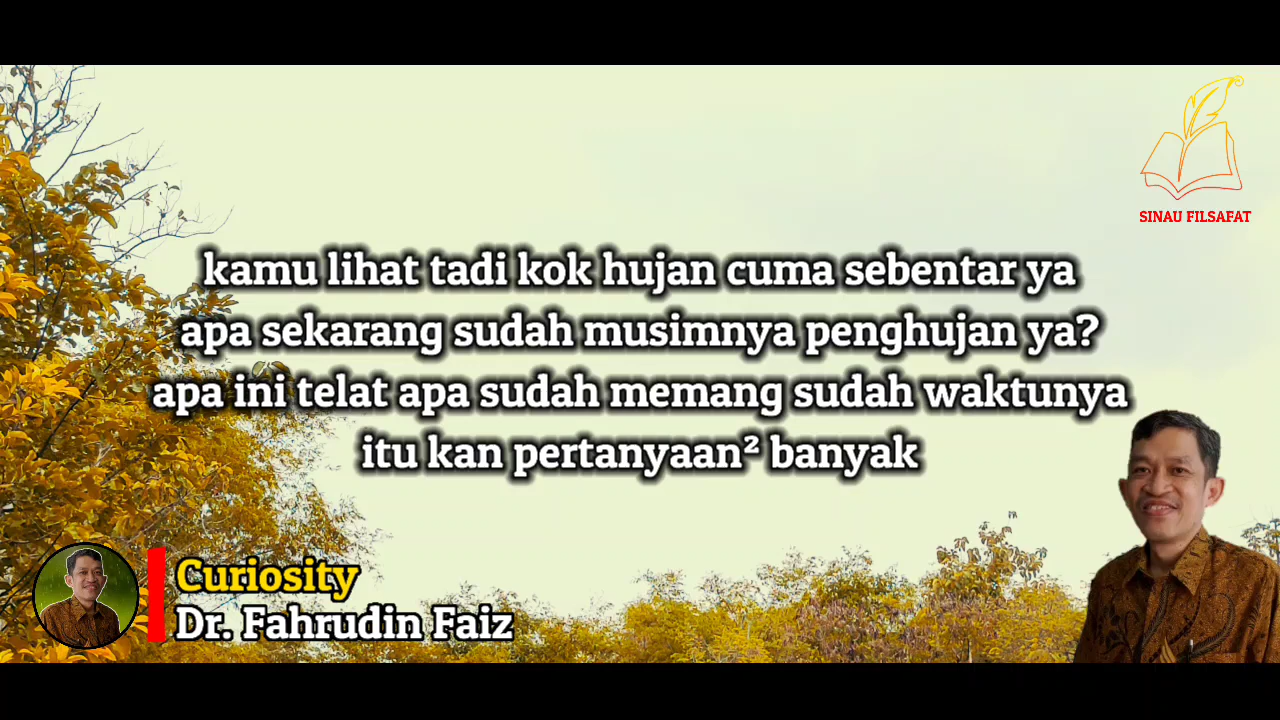 SINAU FILSAFAT
kamu lihat tadi kok hujan cuma sebentar ya
apa sekarang sudah musimnya penghujan ya?
apa ini telat apa sudah memang sudah waktunya
itu kan pertanyaan² banyak
Curiosity
Dr. Fahrudin Faiz